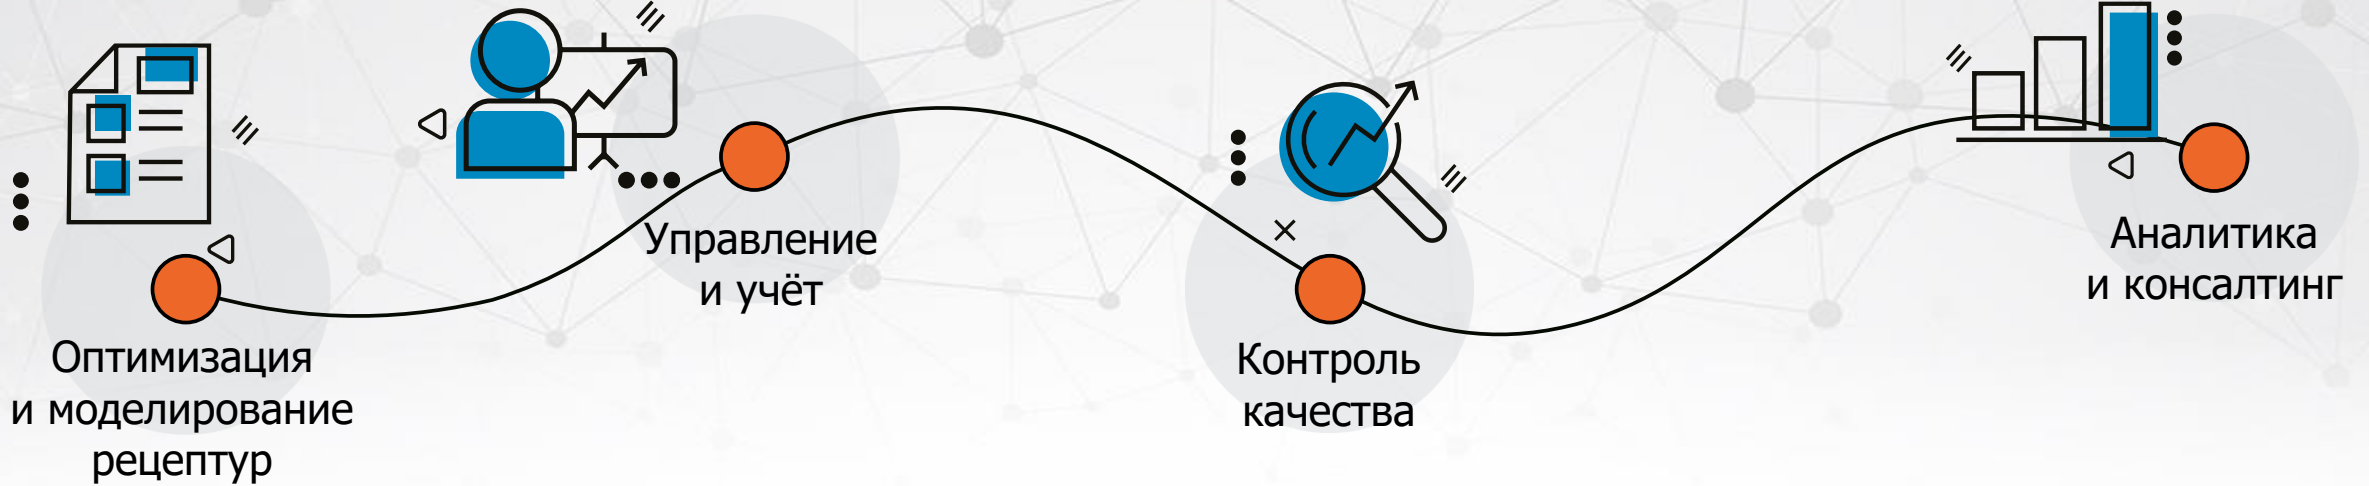 Оптимизация
и моделирование
рецептур
Управление
и учёт
Контроль
качества
Аналитика
и консалтинг